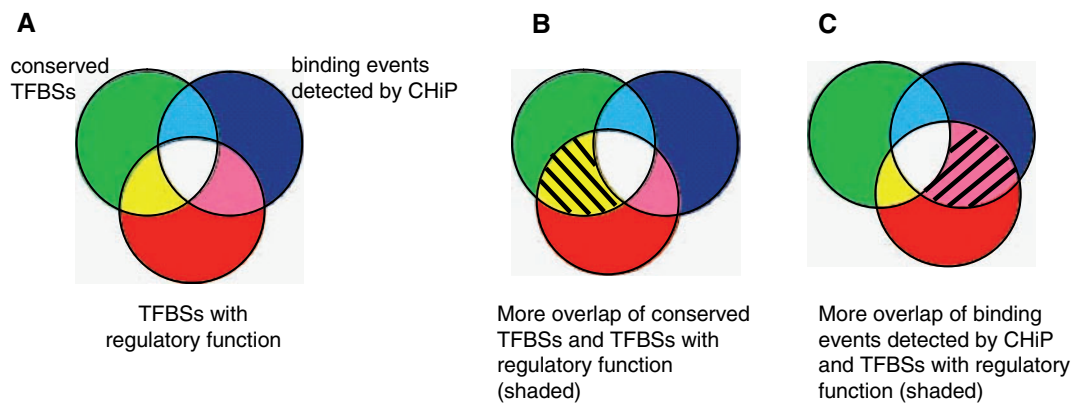 A
conserved
TFBSs
binding events
detected by CHiP
TFBSs with
regulatory function
B
More overlap of conserved
TFBSs and TFBSs with
regulatory function
(shaded)
C
More overlap of binding
events detected by CHiP
and TFBSs with regulatory
function (shaded)